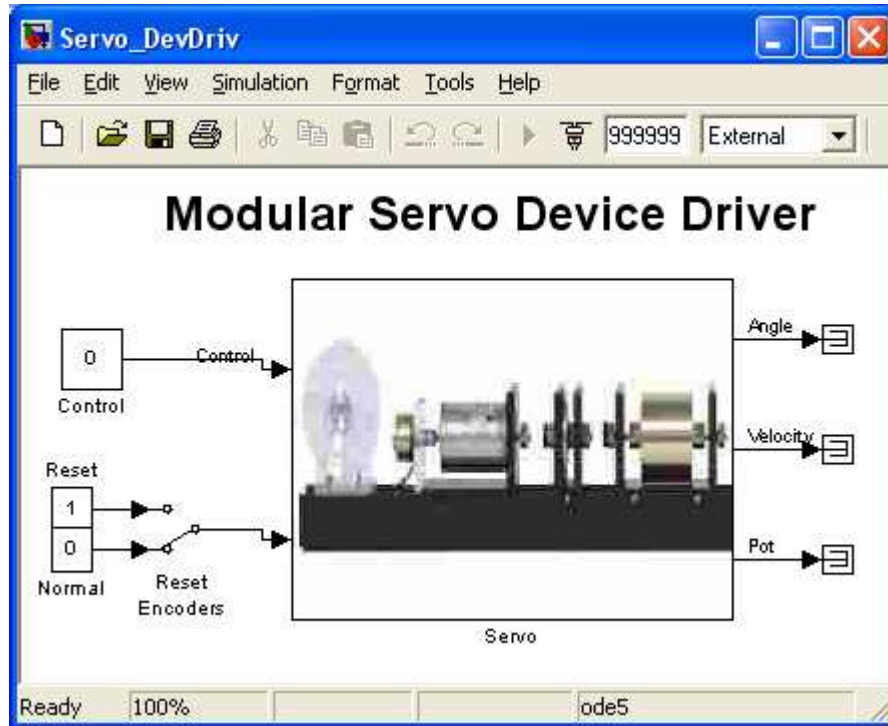 Servo_DevDriv
File Edit View Simulation Format Tools Help
999999 External
Modular Servo Device Driver
0
Control
Control
Reset
1
0
Normal
Reset
Encoders
Angle
Velocity
Pot
Servo
Ready 100% ode5